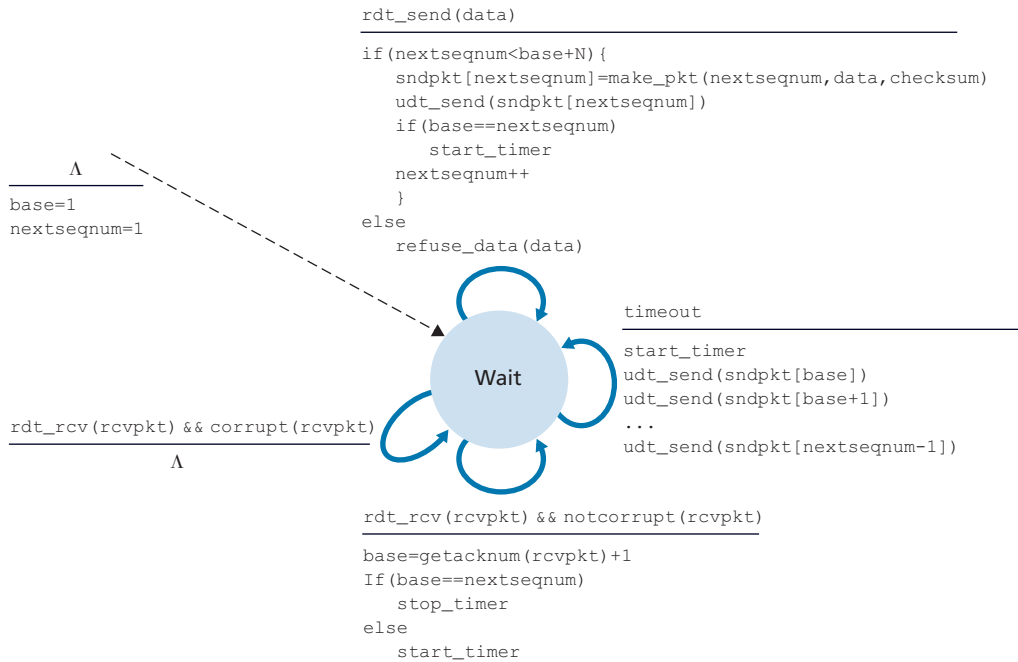 rdt_send(data)
if(nextseqnum<base+N){
sndpkt[nextseqnum]=make_pkt(nextseqnum,data,checksum)
udt_send(sndpkt[nextseqnum])
if(base==nextseqnum)
start_timer
nextseqnum++
}
else
refuse_data(data)
Λ
base=1
nextseqnum=1
Wait
timeout
start_timer
udt_send(sndpkt[base])
udt_send(sndpkt[base+1])
...
udt_send(sndpkt[nextseqnum-1])
rdt_rcv(rcvpkt) && corrupt(rcvpkt)
Λ
rdt_rcv(rcvpkt) && notcorrupt(rcvpkt)
base=getacknum(rcvpkt)+1
If(base==nextseqnum)
stop_timer
else
start_timer